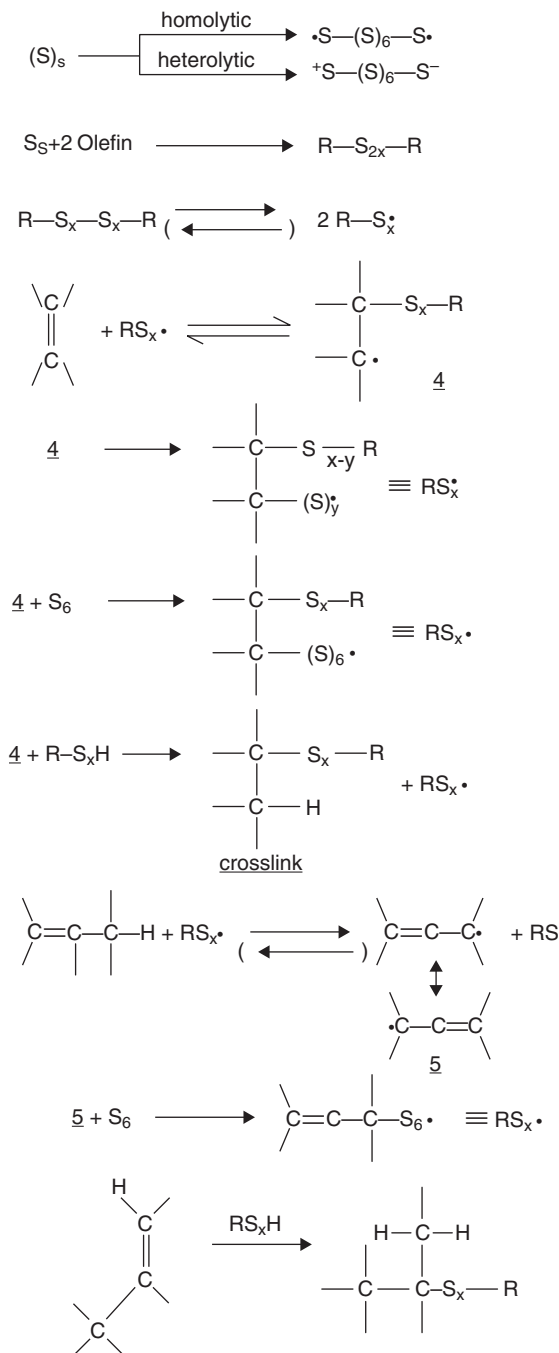 homolytic
(S)s •S—(S)6—S•
heterolytic
+S—(S)6—S−
SS+2 Olefin R—S2x—R
R—Sx—Sx—R ( ) 2 R—Sx•
C
C + RSx•
C — Sx—R
C•
4
4
C — S — R
x-y
C — (S)y• ≡ RSx•
4 + S6
C — Sx—R
C — (S)6• ≡ RSx•
4 + R–SxH
C — Sx — R
C — H + RSx•
crosslink
C=C—C—H + RSx• ( ) C=C—C• + RS
•C—C=C
5
5 + S6 C=C—C—S6• ≡ RSx•
H
C
C
C
RSxH
H—C—H
C — C—Sx—R